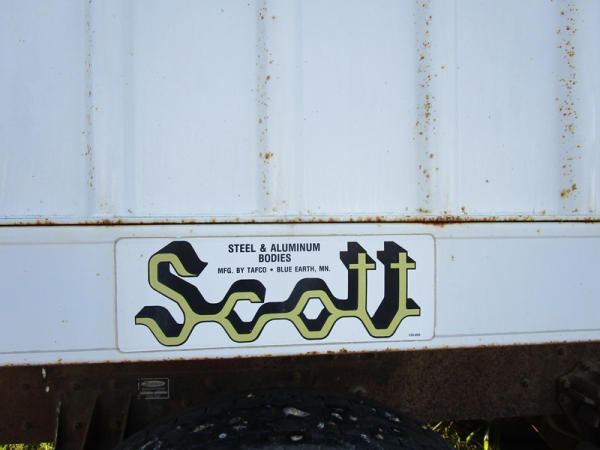 STEEL & ALUMINUM
BODIES
MFG. BY TAFCO • BLUE EARTH, MN.
Scott